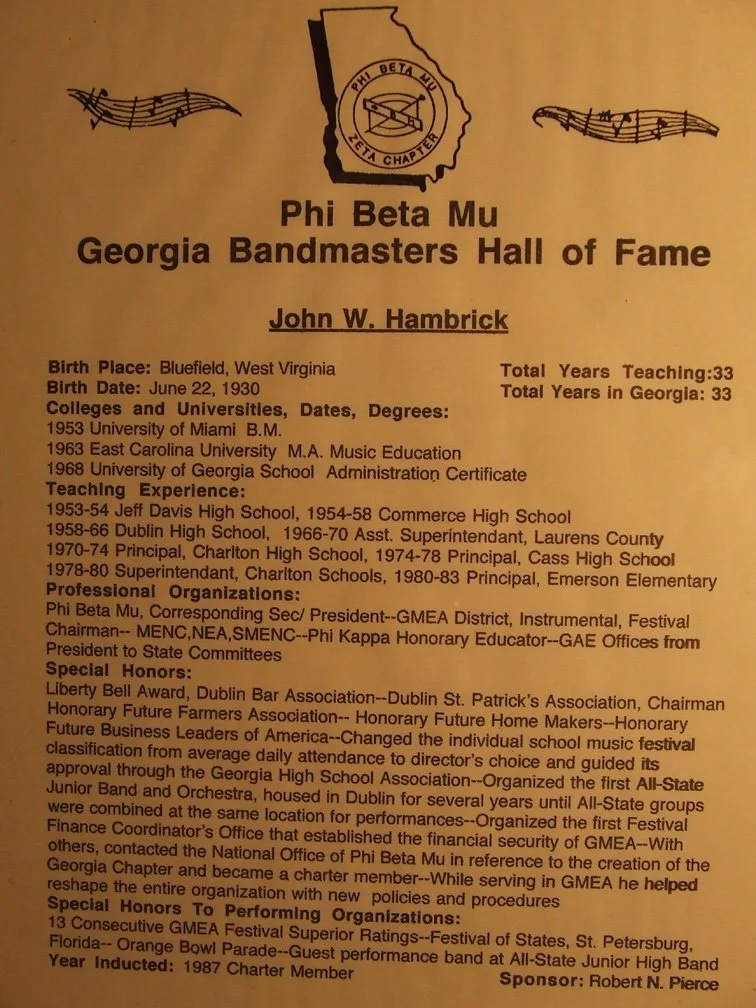 PHI BETA MU
ZETA CHAPTER
Phi Beta Mu
Georgia Bandmasters Hall of Fame
John W. Hambrick
Birth Place: Bluefield, West Virginia
Total Years Teaching:33
Birth Date: June 22, 1930
Total Years in Georgia: 33
Colleges and Universities, Dates, Degrees:
1953 University of Miami B.M.
1963 East Carolina University M.A. Music Education
1968 University of Georgia School Administration Certificate
Teaching Experience:
1953-54 Jeff Davis High School, 1954-58 Commerce High School
1958-66 Dublin High School, 1966-70 Asst. Superintendant, Laurens County
1970-74 Principal, Charlton High School, 1974-78 Principal, Cass High School
1978-80 Superintendant, Charlton Schools, 1980-83 Principal, Emerson Elementary
Professional Organizations:
Phi Beta Mu, Corresponding Sec/ President--GMEA District, Instrumental, Festival
Chairman-- MENC,NEA,SMENC--Phi Kappa Honorary Educator--GAE Offices from
President to State Committees
Special Honors:
Liberty Bell Award, Dublin Bar Association--Dublin St. Patrick's Association, Chairman
Honorary Future Farmers Association-- Honorary Future Home Makers--Honorary
Future Business Leaders of America--Changed the individual school music festival
classification from average daily attendance to director's choice and guided its
approval through the Georgia High School Association--Organized the first All-State
Junior Band and Orchestra, housed in Dublin for several years until All-State groups
were combined at the same location for performances--Organized the first Festival
Finance Coordinator's Office that established the financial security of GMEA--With
others, contacted the National Office of Phi Beta Mu in reference to the creation of the
Georgia Chapter and became a charter member--While serving in GMEA he helped
reshape the entire organization with new policies and procedures
Special Honors To Performing Organizations:
13 Consecutive GMEA Festival Superior Ratings--Festival of States, St. Petersburg,
Florida-- Orange Bowl Parade--Guest performance band at All-State Junior High Band
Year Inducted: 1987 Charter Member
Sponsor: Robert N. Pierce